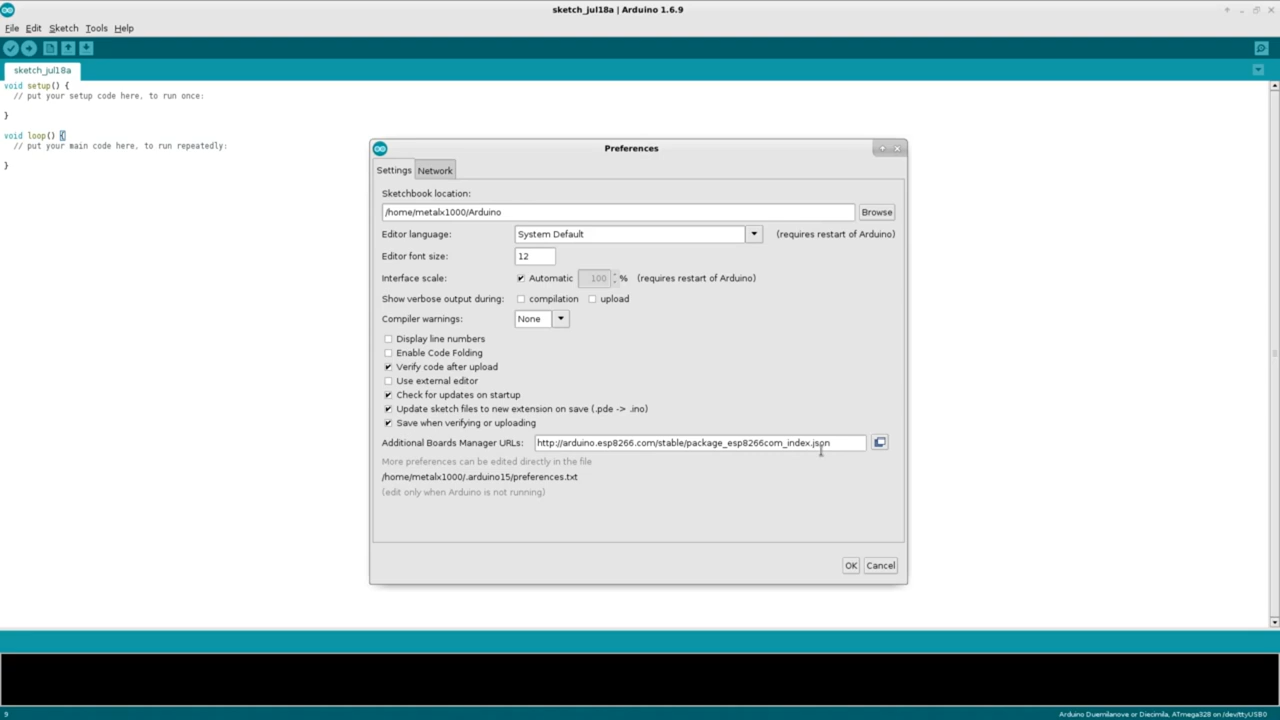 sketch_jul18a | Arduino 1.6.9
File Edit Sketch Tools Help
sketch_jul18a
void setup() {
// put your setup code here, to run once:
}
void loop() {
// put your main code here, to run repeatedly:
}
Preferences
Settings Network
Sketchbook location:
/home/metalx1000/Arduino Browse
Editor language: System Default (requires restart of Arduino)
Editor font size: 12
Interface scale: Automatic 100 % (requires restart of Arduino)
Show verbose output during: compilation upload
Compiler warnings: None
Display line numbers
Enable Code Folding
Verify code after upload
Use external editor
Check for updates on startup
Update sketch files to new extension on save (.pde -> .ino)
Save when verifying or uploading
Additional Boards Manager URLs: http://arduino.esp8266.com/stable/package_esp8266com_index.json
More preferences can be edited directly in the file
/home/metalx1000/.arduino15/preferences.txt
(edit only when Arduino is not running)
OK Cancel
9 Arduino Duemilanove or Diecimila, ATmega328 on /dev/ttyUSB0